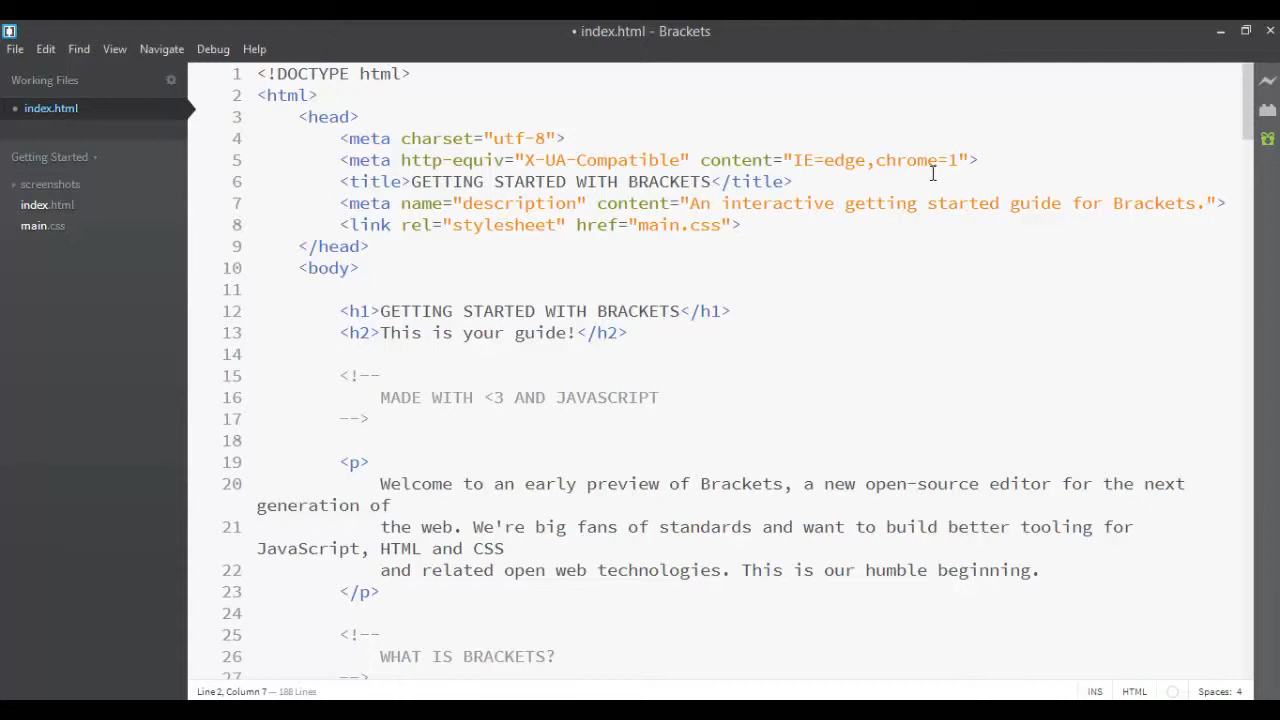 • index.html - Brackets
File Edit Find View Navigate Debug Help
Working Files
• index.html
Getting Started
screenshots
index.html
main.css
1 <!DOCTYPE html>
2 <html>
3 <head>
4 <meta charset="utf-8">
5 <meta http-equiv="X-UA-Compatible" content="IE=edge,chrome=1">
6 <title>GETTING STARTED WITH BRACKETS</title>
7 <meta name="description" content="An interactive getting started guide for Brackets.">
8 <link rel="stylesheet" href="main.css">
9 </head>
10 <body>
11
12 <h1>GETTING STARTED WITH BRACKETS</h1>
13 <h2>This is your guide!</h2>
14
15 <!--
16 MADE WITH <3 AND JAVASCRIPT
17 -->
18
19 <p>
20 Welcome to an early preview of Brackets, a new open-source editor for the next
generation of
21 the web. We're big fans of standards and want to build better tooling for
JavaScript, HTML and CSS
22 and related open web technologies. This is our humble beginning.
23 </p>
24
25 <!--
26 WHAT IS BRACKETS?
27 -->
Line 2, Column 7 — 188 Lines
INS HTML Spaces: 4